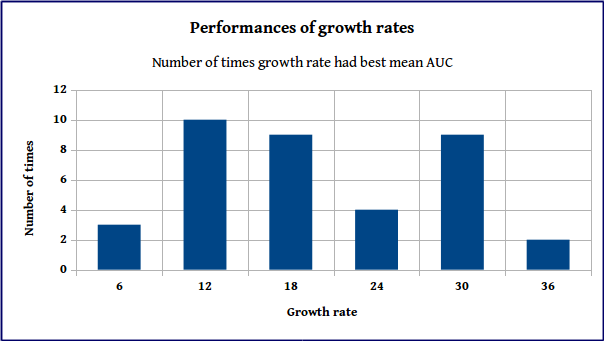 Performances of growth rates
Number of times growth rate had best mean AUC
Number of times
12
10
8
6
4
2
0
6 12 18 24 30 36
Growth rate